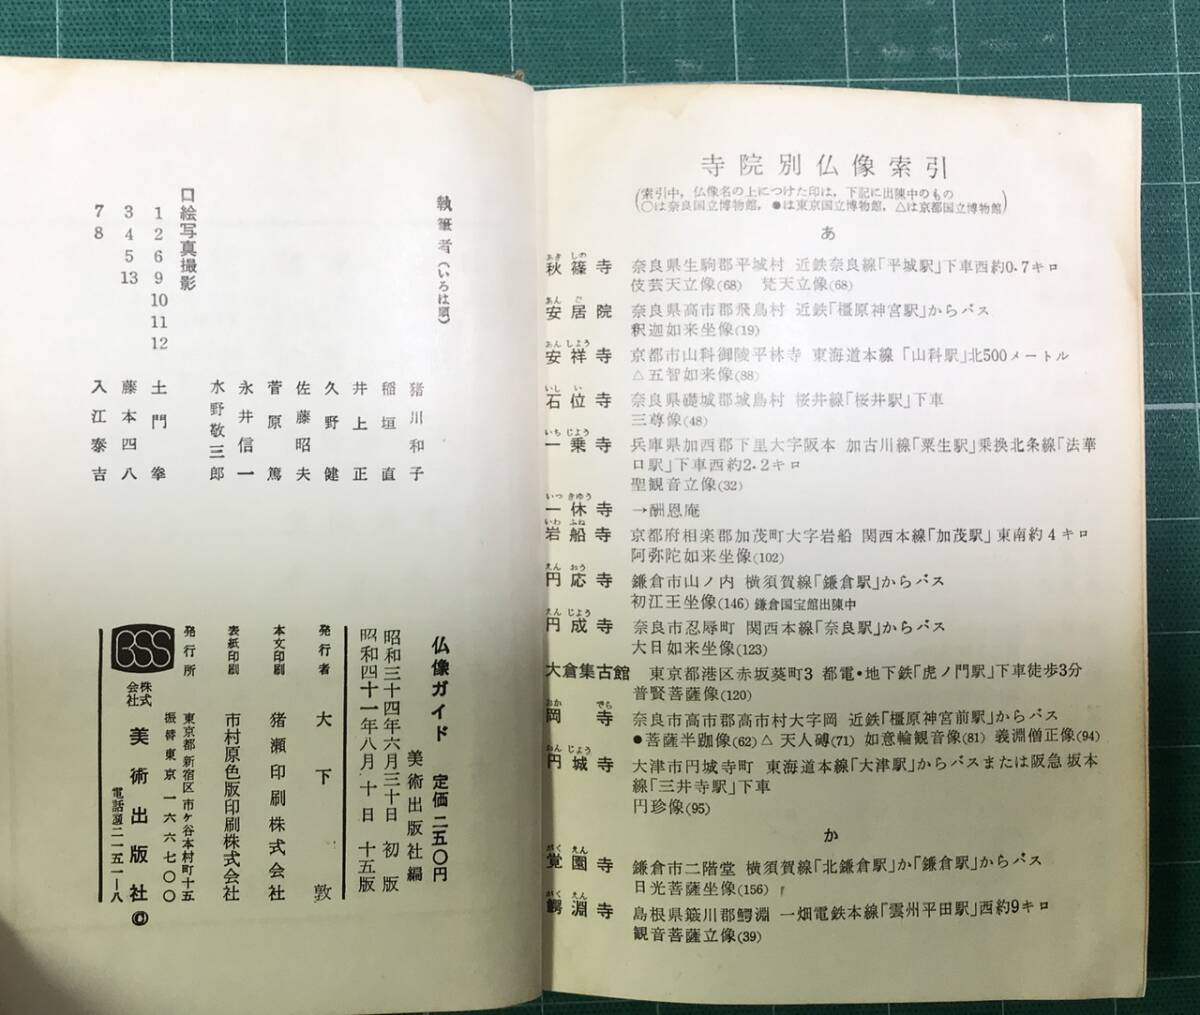 執筆者（いろは順）
猪川和子
稲垣直
井上正
久野健
佐藤昭夫
菅原篤
永井信一
水野敬三郎
口絵写真撮影
1 2 6 9 10 11 12 土門拳
3 4 5 13 藤本四八
7 8 入江泰吉
仏像ガイド 定価 二五〇円
美術出版社編
昭和三十四年六月三十日 初版
昭和四十一年八月十日 十五版
発行者 大下敦
本文印刷 猪瀬印刷株式会社
表紙印刷 市村原色版印刷株式会社
発行所
東京都新宿区市ケ谷本村町十五
振替東京一六六七〇〇
BSS 株式会社 美術出版社©
寺院別仏像索引
（索引中，仏像名の上につけた印は，下記に出陳中のもの
○は奈良国立博物館，●は東京国立博物館，△は京都国立博物館）
あ
秋篠寺 奈良県生駒郡平城村 近鉄奈良線「平城駅」下車西約0.7キロ
伎芸天立像(68) 梵天立像(68)
安居院 奈良県高市郡飛鳥村 近鉄「橿原神宮駅」からバス
釈迦如来坐像(19)
安祥寺 京都市山科御陵平林寺 東海道本線「山科駅」北500メートル
△五智如来像(88)
石位寺 奈良県礎城郡城島村 桜井線「桜井駅」下車
三尊像(48)
一乗寺 兵庫県加西郡下里大字阪本 加古川線「粟生駅」乗換北条線「法華
口駅」下車西約2.2キロ
聖観音立像(32)
一休寺 →酬恩庵
岩船寺 京都府相楽郡加茂町大字岩船 関西本線「加茂駅」東南約4キロ
阿弥陀如来坐像(102)
円応寺 鎌倉市山ノ内 横須賀線「鎌倉駅」からバス
初江王坐像(146) 鎌倉国宝館出陳中
円成寺 奈良市忍辱町 関西本線「奈良駅」からバス
大日如来坐像(123)
大倉集古館 東京都港区赤坂葵町3 都電・地下鉄「虎ノ門駅」下車徒歩3分
普賢菩薩像(120)
岡寺 奈良市高市郡高市村大字岡 近鉄「橿原神宮前駅」からバス
●菩薩半跏像(62) △天人磚(71) 如意輪観音像(81) 義淵僧正像(94)
円城寺 大津市円城寺町 東海道本線「大津駅」からバスまたは阪急坂本
線「三井寺駅」下車
円珍像(95)
か
覚園寺 鎌倉市二階堂 横須賀線「北鎌倉駅」か「鎌倉駅」からバス
日光菩薩坐像(156)
鰐淵寺 島根県簸川郡鰐淵 一畑電鉄本線「雲州平田駅」西約9キロ
観音菩薩立像(39)